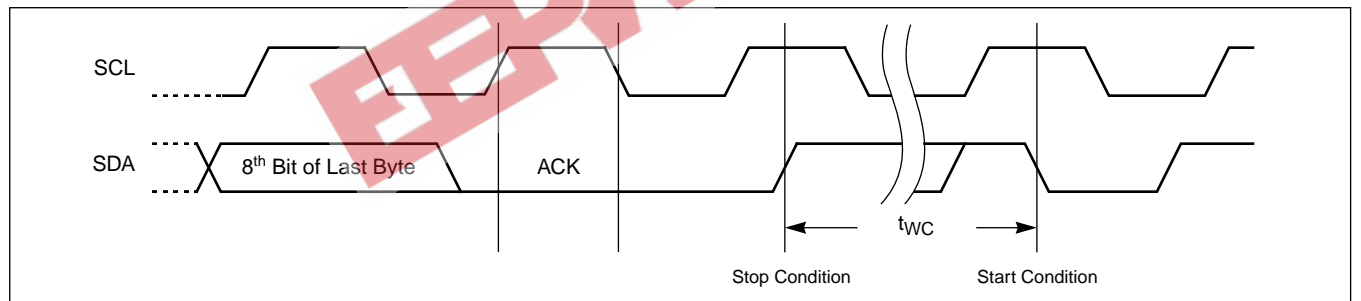 SCL
SDA
8th Bit of Last Byte
ACK
tWC
Stop Condition
Start Condition